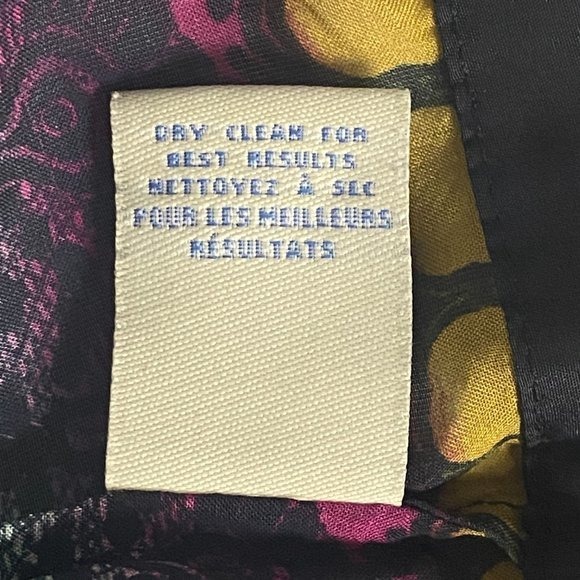 DRY CLEAN FOR
BEST RESULTS
NETTOYEZ À SEC
POUR LES MEILLEURS
RÉSULTATS